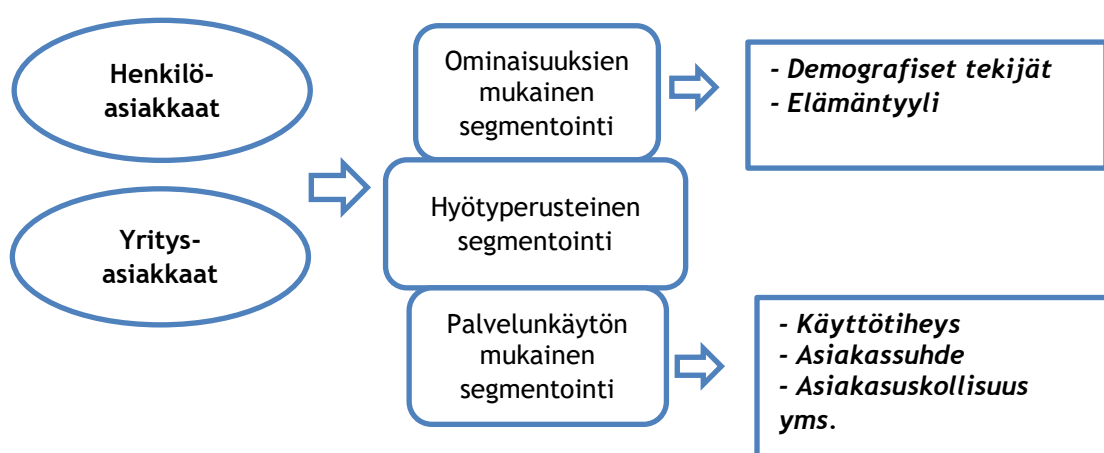 Henkilö-
asiakkaat
Yritys-
asiakkaat
Ominaisuuksien
mukainen
segmentointi
Hyötyperusteinen
segmentointi
Palvelunkäytön
mukainen
segmentointi
- Demografiset tekijät
- Elämäntyyli
- Käyttötiheys
- Asiakassuhde
- Asiakasuskollisuus
yms.